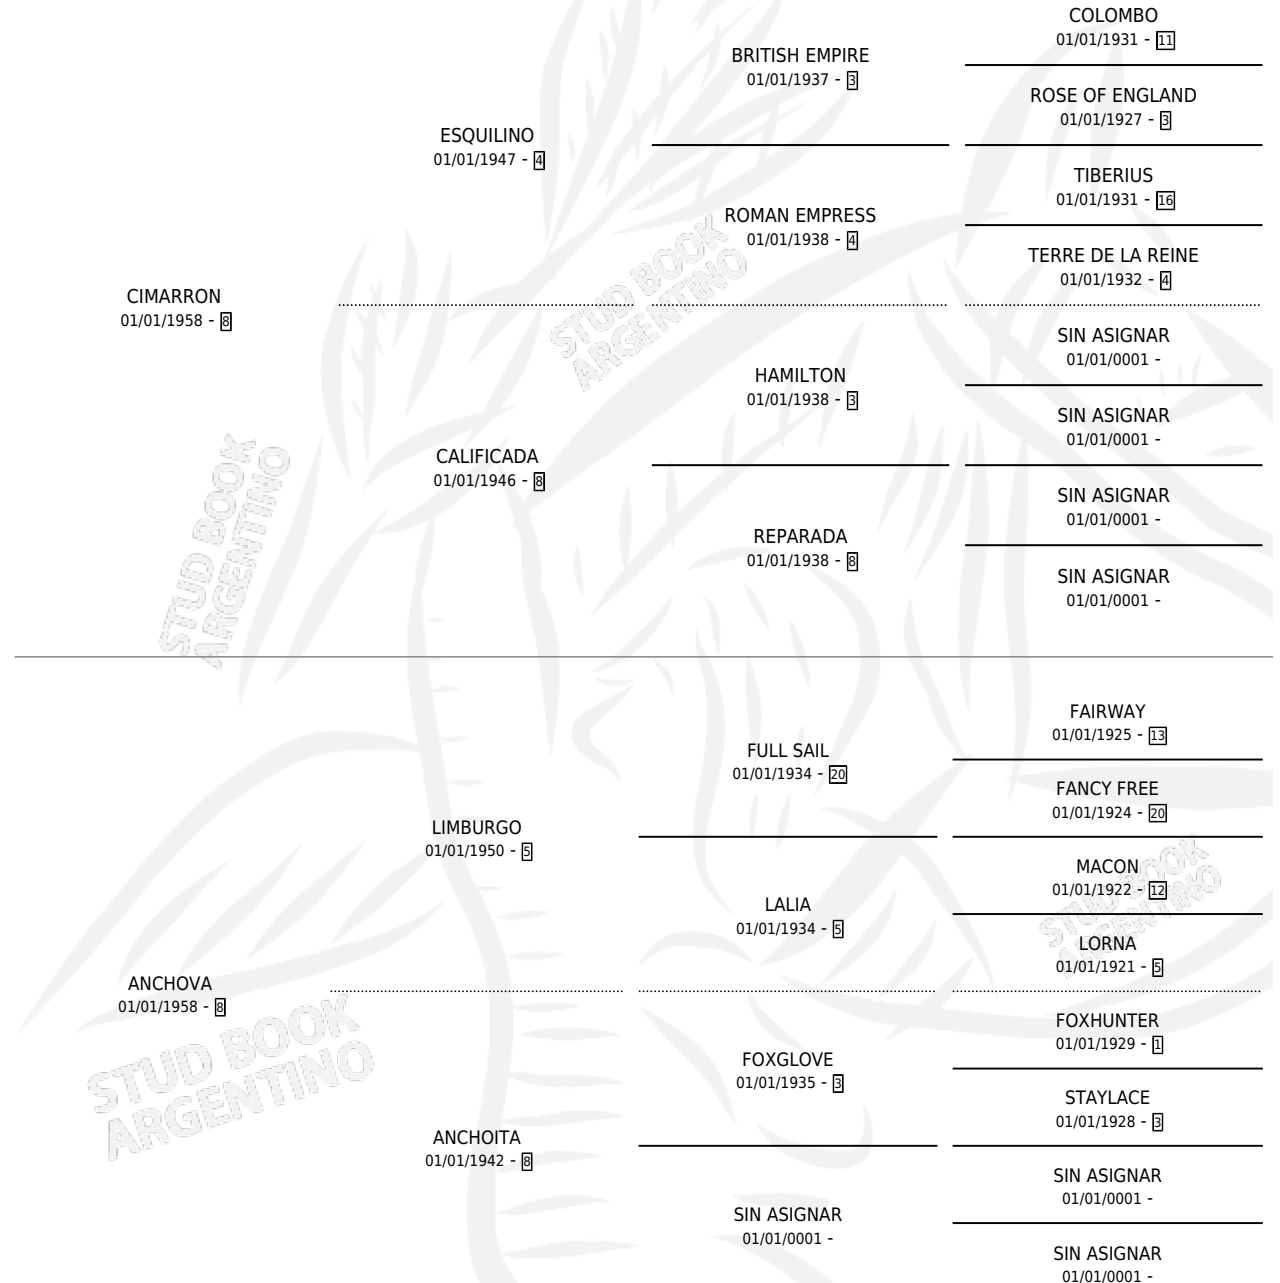 COLOMBO
01/01/1931 - 11
BRITISH EMPIRE
01/01/1937 - 3
ROSE OF ENGLAND
01/01/1927 - 3
ESQUILINO
01/01/1947 - 4
TIBERIUS
01/01/1931 - 16
ROMAN EMPRESS
01/01/1938 - 4
TERRE DE LA REINE
01/01/1932 - 4
CIMARRON
01/01/1958 - 8
SIN ASIGNAR
01/01/0001 -
HAMILTON
01/01/1938 - 3
SIN ASIGNAR
01/01/0001 -
CALIFICADA
01/01/1946 - 8
SIN ASIGNAR
01/01/0001 -
REPARADA
01/01/1938 - 8
SIN ASIGNAR
01/01/0001 -
FAIRWAY
01/01/1925 - 13
FULL SAIL
01/01/1934 - 20
FANCY FREE
01/01/1924 - 20
LIMBURGO
01/01/1950 - 5
MACON
01/01/1922 - 12
LALIA
01/01/1934 - 5
LORNA
01/01/1921 - 5
ANCHOVA
01/01/1958 - 8
FOXHUNTER
01/01/1929 - 1
FOXGLOVE
01/01/1935 - 3
STAYLACE
01/01/1928 - 3
ANCHOITA
01/01/1942 - 8
SIN ASIGNAR
01/01/0001 -
SIN ASIGNAR
01/01/0001 -
SIN ASIGNAR
01/01/0001 -
STUD BOOK
ARGENTINO
STUD BOOK
ARGENTINO
STUD BOOK
ARGENTINO
STUD BOOK
ARGENTINO